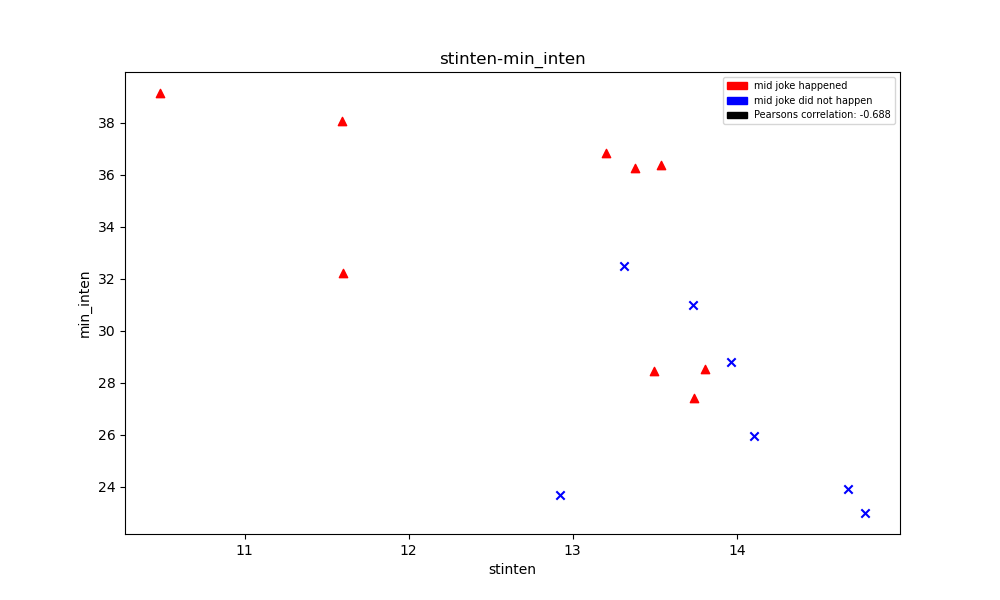 stinten-min_inten
mid joke happened
mid joke did not happen
Pearsons correlation: -0.688
38
36
34
32
30
28
26
24
min_inten
11 12 13 14
stinten